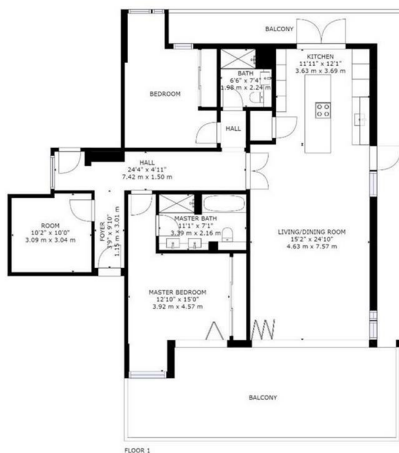 BALCONY
KITCHEN
11'11" x 12'1"
3.63 m x 3.69 m
BATH
6'6" x 7'4"
1.98 m x 2.24 m
BEDROOM
HALL
HALL
24'4" x 4'11"
7.42 m x 1.50 m
ROOM
10'2" x 10'0"
3.09 m x 3.04 m
FOYER
3'9" x 9'10"
1.15 m x 3.01 m
MASTER BATH
11'1" x 7'1"
3.39 m x 2.16 m
LIVING/DINING ROOM
15'2" x 24'10"
4.63 m x 7.57 m
MASTER BEDROOM
12'10" x 15'0"
3.92 m x 4.57 m
BALCONY
FLOOR 1